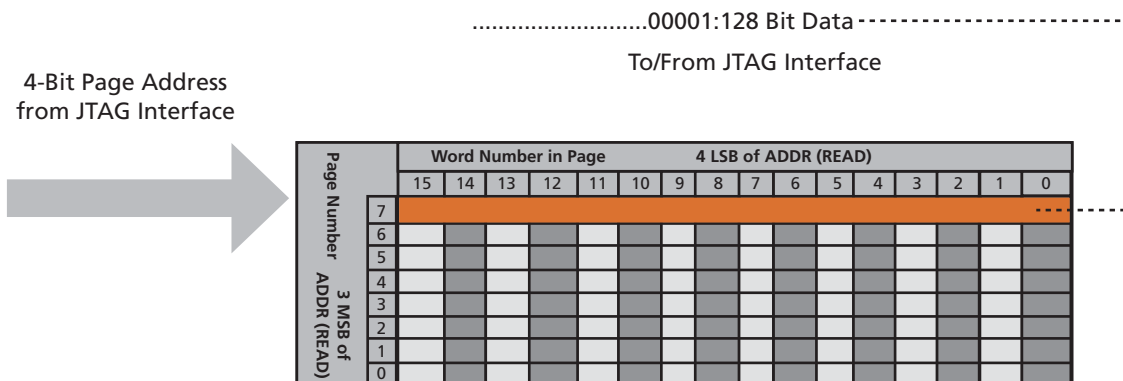 ..........................00001:128 Bit Data
To/From JTAG Interface
4-Bit Page Address
from JTAG Interface
Page Number
3 MSB of
ADDR (READ)
Word Number in Page 4 LSB of ADDR (READ)
15 14 13 12 11 10 9 8 7 6 5 4 3 2 1 0
7
6
5
4
3
2
1
0